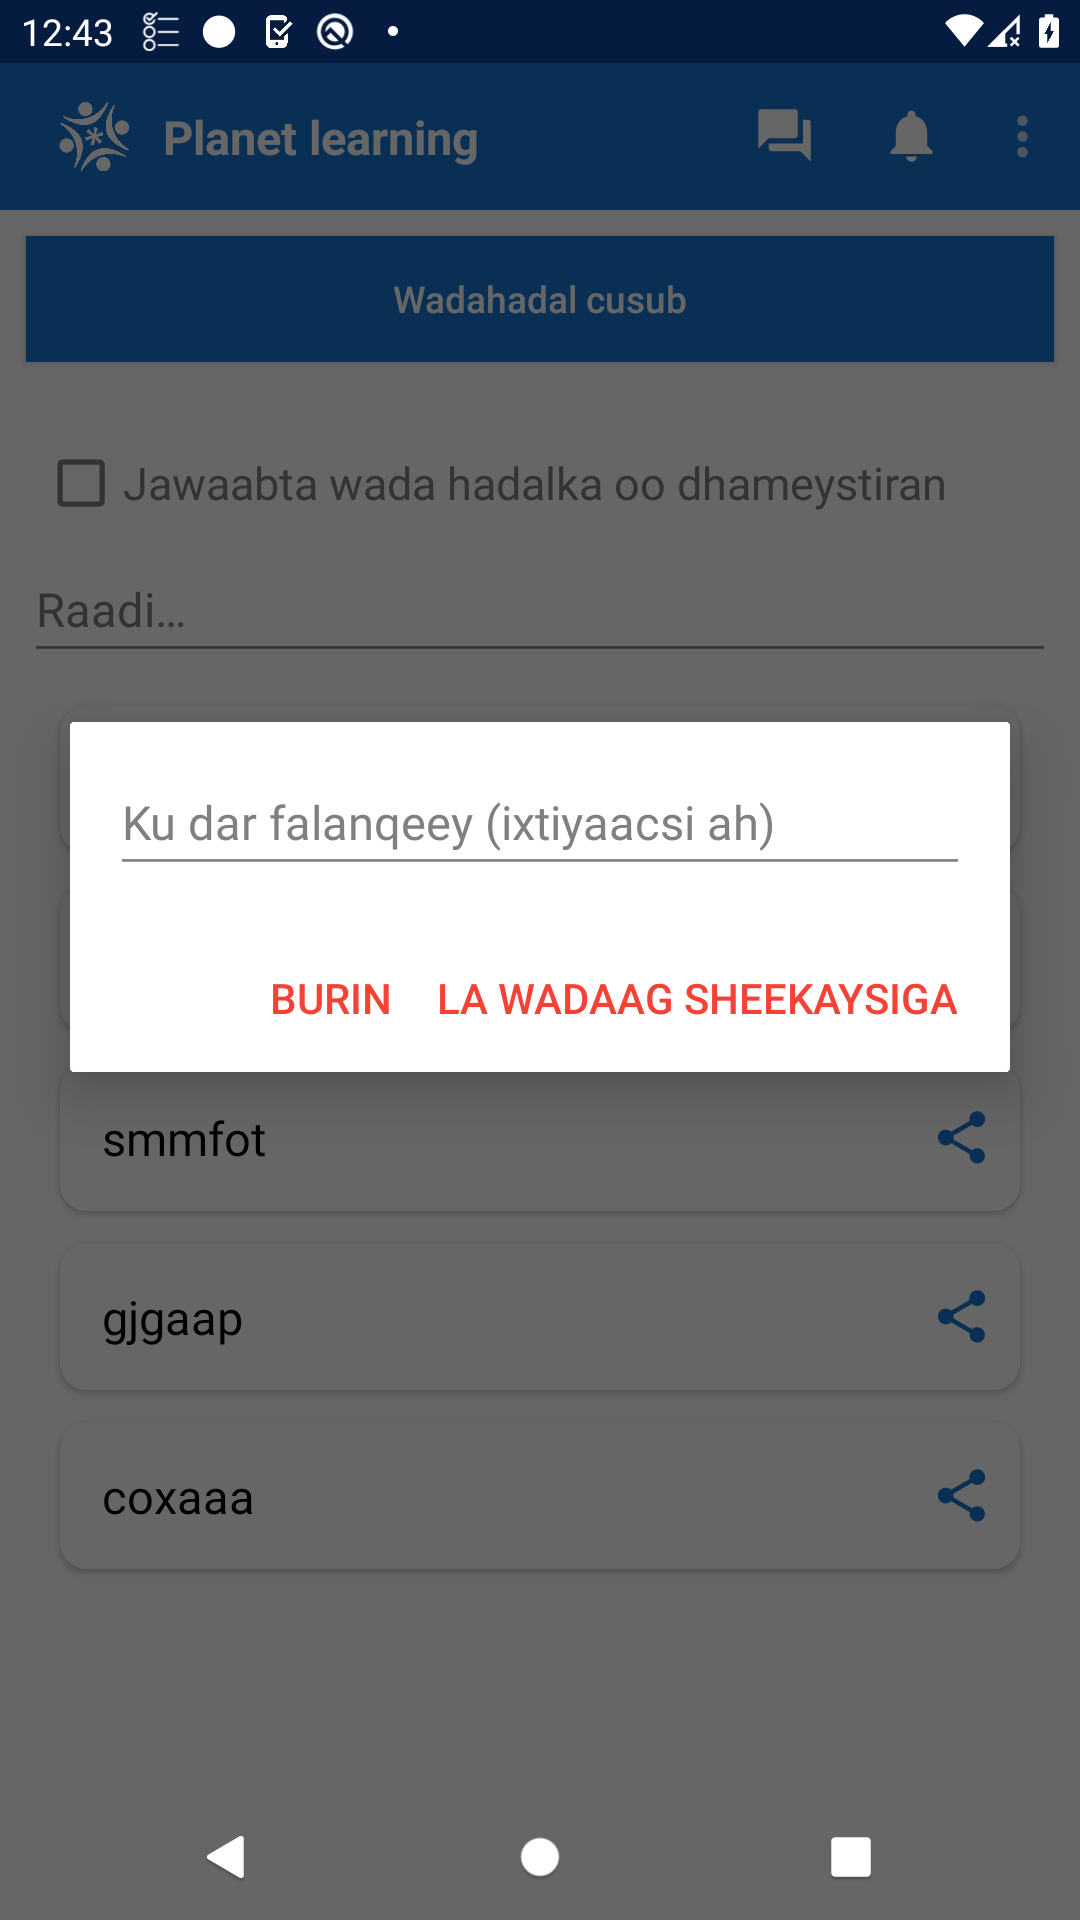 12:43
Planet learning
Wadahadal cusub
Jawaabta wada hadalka oo dhameystiran
Raadi...
Ku dar falanqeey (ixtiyaacsi ah)
BURIN LA WADAAG SHEEKAYSIGA
smmfot
gjgaap
coxaaa